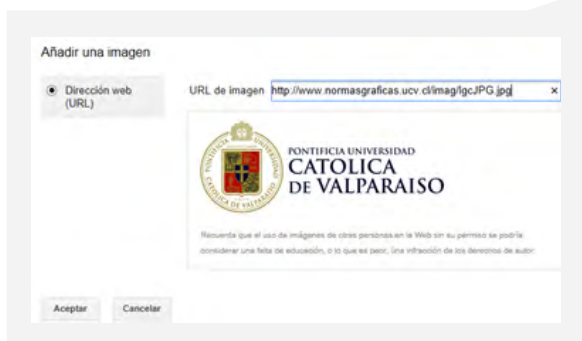 Añadir una imagen
Dirección web
(URL)
URL de imagen http://www.normasgraficas.ucv.cl/imag/lgcJPG.jpg ×
PONTIFICIA UNIVERSIDAD
CATOLICA
DE VALPARAISO
Recuerda que el uso de imágenes de otras personas en la Web sin su permiso se podría
considerar una falta de educación, o lo que es peor, una infracción de los derechos de autor.
Aceptar Cancelar